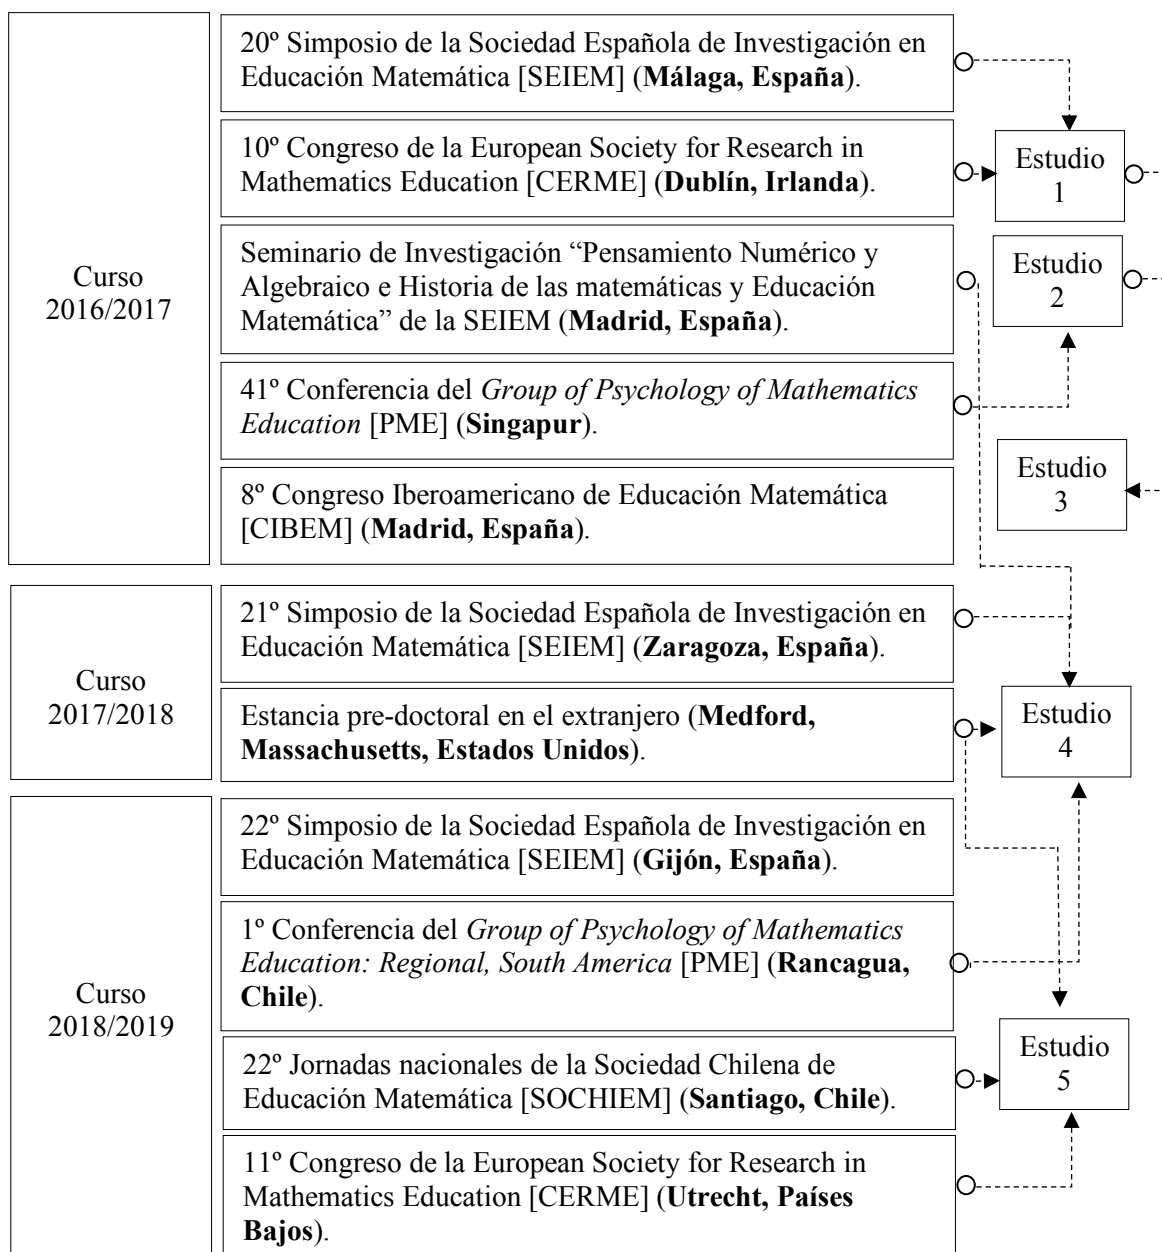 20º Simposio de la Sociedad Española de Investigación en
Educación Matemática [SEIEM] (Málaga, España).
10º Congreso de la European Society for Research in
Mathematics Education [CERME] (Dublín, Irlanda).
Estudio
1
Curso
2016/2017
Seminario de Investigación “Pensamiento Numérico y
Algebraico e Historia de las matemáticas y Educación
Matemática” de la SEIEM (Madrid, España).
Estudio
2
41º Conferencia del Group of Psychology of Mathematics
Education [PME] (Singapur).
8º Congreso Iberoamericano de Educación Matemática
[CIBEM] (Madrid, España).
Estudio
3
Curso
2017/2018
21º Simposio de la Sociedad Española de Investigación en
Educación Matemática [SEIEM] (Zaragoza, España).
Estancia pre-doctoral en el extranjero (Medford,
Massachusetts, Estados Unidos).
Estudio
4
Curso
2018/2019
22º Simposio de la Sociedad Española de Investigación en
Educación Matemática [SEIEM] (Gijón, España).
1º Conferencia del Group of Psychology of Mathematics
Education: Regional, South America [PME] (Rancagua,
Chile).
22º Jornadas nacionales de la Sociedad Chilena de
Educación Matemática [SOCHIEM] (Santiago, Chile).
Estudio
5
11º Congreso de la European Society for Research in
Mathematics Education [CERME] (Utrecht, Países
Bajos).